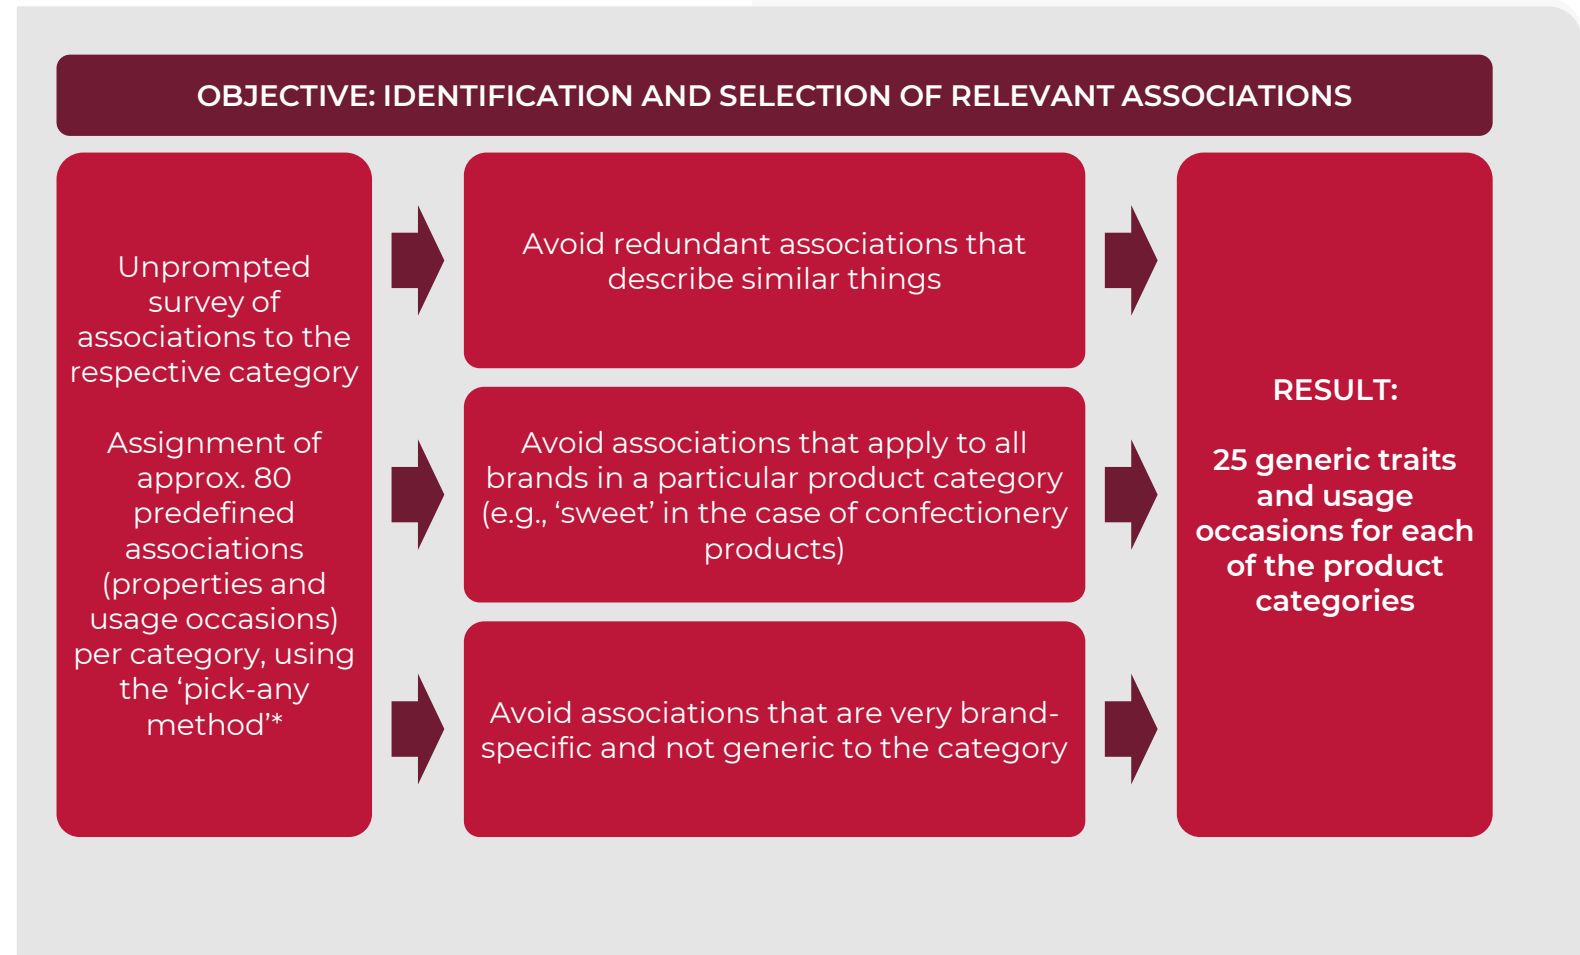 OBJECTIVE: IDENTIFICATION AND SELECTION OF RELEVANT ASSOCIATIONS
Unprompted
survey of
associations to the
respective category
Assignment of
approx. 80
predefined
associations
(properties and
usage occasions)
per category, using
the ‘pick-any
method’*
Avoid redundant associations that
describe similar things
Avoid associations that apply to all
brands in a particular product category
(e.g., ‘sweet’ in the case of confectionery
products)
Avoid associations that are very brand-
specific and not generic to the category
RESULT:
25 generic traits
and usage
occasions for each
of the product
categories